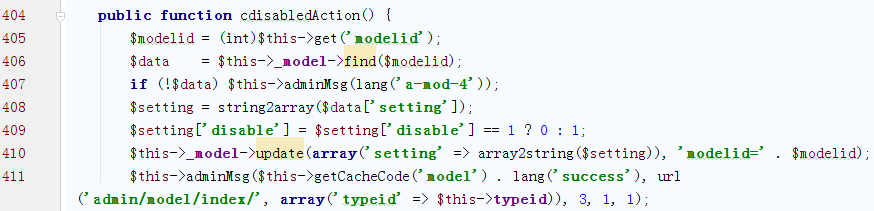 404 public function cdisabledAction() {
405 $modelid = (int)$this->get('modelid');
406 $data    = $this->_model->find($modelid);
407 if (!$data) $this->adminMsg(lang('a-mod-4'));
408 $setting = string2array($data['setting']);
409 $setting['disable'] = $setting['disable'] == 1 ? 0 : 1;
410 $this->_model->update(array('setting' => array2string($setting)), 'modelid=' . $modelid);
411 $this->adminMsg($this->getCacheCode('model') . lang('success'), url
('admin/model/index/', array('typeid' => $this->typeid)), 3, 1, 1);